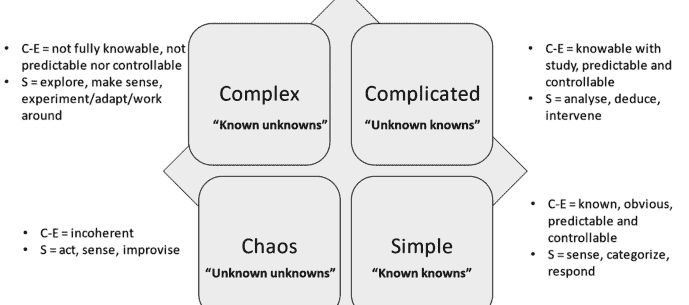 • C-E = not fully knowable, not
predictable nor controllable
• S = explore, make sense,
experiment/adapt/work
around
Complex
“Known unknowns”
Complicated
“Unknown knowns”
• C-E = knowable with
study, predictable and
controllable
• S = analyse, deduce,
intervene
• C-E = incoherent
• S = act, sense, improvise
Chaos
“Unknown unknowns”
Simple
“Known knowns”
• C-E = known, obvious,
predictable and
controllable
• S = sense, categorize,
respond